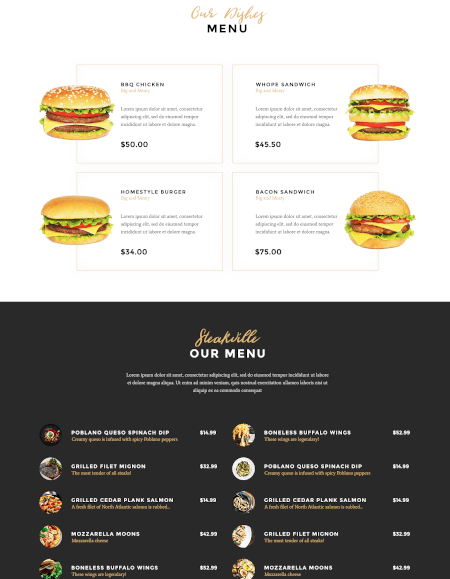 Our Dishes
MENU
BBQ CHICKEN
Big and Meaty
Lorem ipsum dolor sit amet, consectetur
adipiscing elit, sed do eiusmod tempor
incididunt ut labore et dolore magna.
$50.00
WHOPE SANDWICH
Big and Meaty
Lorem ipsum dolor sit amet, consectetur
adipiscing elit, sed do eiusmod tempor
incididunt ut labore et dolore magna.
$45.50
HOMESTYLE BURGER
Big and Meaty
Lorem ipsum dolor sit amet, consectetur
adipiscing elit, sed do eiusmod tempor
incididunt ut labore et dolore magna.
$34.00
BACON SANDWICH
Big and Meaty
Lorem ipsum dolor sit amet, consectetur
adipiscing elit, sed do eiusmod tempor
incididunt ut labore et dolore magna.
$75.00
Steakville
OUR MENU
Lorem ipsum dolor sit amet, consectetur adipiscing elit, sed do eiusmod tempor incididunt ut labore
et dolore magna aliqua. Ut enim ad minim veniam, quis nostrud exercitation ullamco laboris nisi ut
aliquip ex ea commodo consequat
POBLANO QUESO SPINACH DIP $14.99
Creamy queso is infused with spicy Poblano peppers
GRILLED FILET MIGNON $32.99
The most tender of all steaks!
GRILLED CEDAR PLANK SALMON $14.99
A fresh filet of North Atlantic salmon is rubbed...
MOZZARELLA MOONS $42.99
Mozzarella cheese
BONELESS BUFFALO WINGS $52.99
These wings are legendary!
BONELESS BUFFALO WINGS $52.99
These wings are legendary!
POBLANO QUESO SPINACH DIP $14.99
Creamy queso is infused with spicy Poblano peppers
GRILLED CEDAR PLANK SALMON $14.99
A fresh filet of North Atlantic salmon is rubbed...
GRILLED FILET MIGNON $32.99
The most tender of all steaks!
MOZZARELLA MOONS $42.99
Mozzarella cheese